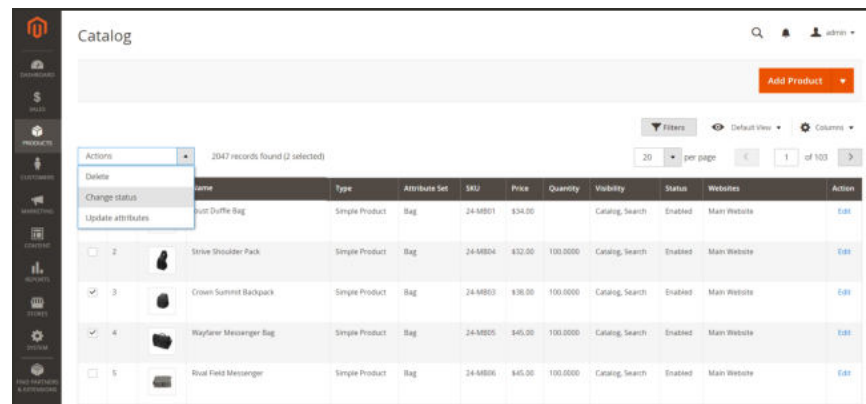 Catalog
admin
DASHBOARD
SALES
PRODUCTS
CUSTOMERS
MARKETING
CONTENT
REPORTS
STORES
SYSTEM
FIND PARTNERS
& EXTENSIONS
Add Product
Filters Default View Columns
Actions 2047 records found (2 selected) 20 per page 1 of 103
Delete
Change status
Update attributes
Name Type Attribute Set SKU Price Quantity Visibility Status Websites Action
oust Duffle Bag Simple Product Bag 24-MB01 $34.00 Catalog, Search Enabled Main Website Edit
2 Strive Shoulder Pack Simple Product Bag 24-MB04 $32.00 100.0000 Catalog, Search Enabled Main Website Edit
3 Crown Summit Backpack Simple Product Bag 24-MB03 $38.00 100.0000 Catalog, Search Enabled Main Website Edit
4 Wayfarer Messenger Bag Simple Product Bag 24-MB05 $45.00 100.0000 Catalog, Search Enabled Main Website Edit
5 Rival Field Messenger Simple Product Bag 24-MB06 $45.00 100.0000 Catalog, Search Enabled Main Website Edit